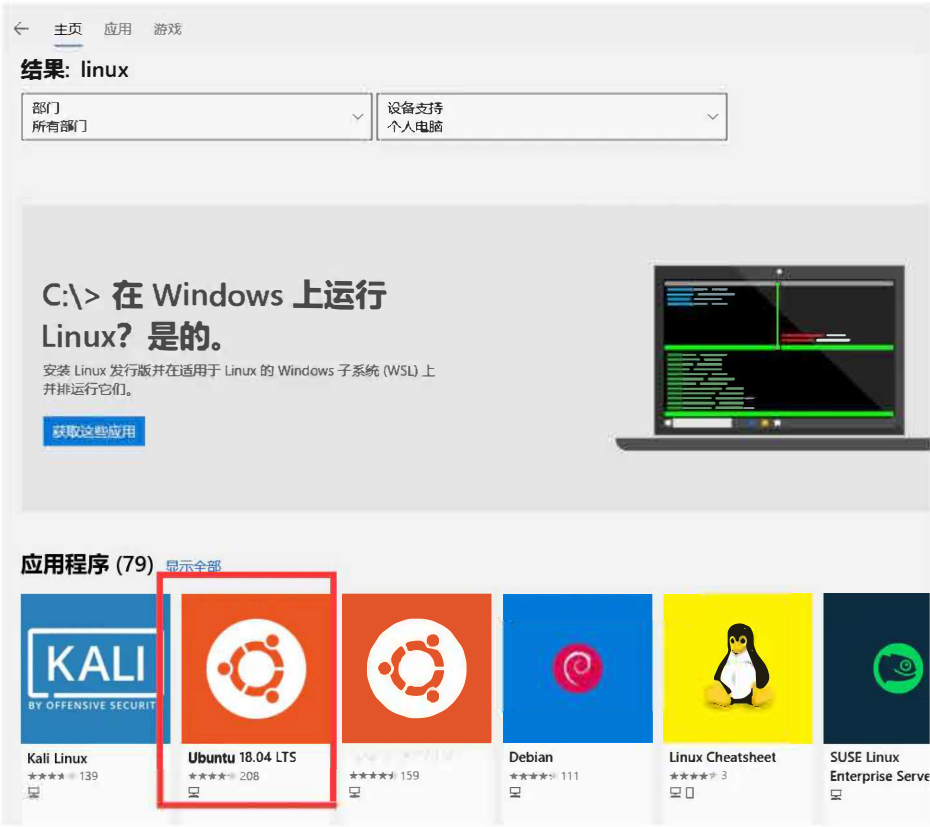 主页 应用 游戏
结果: linux
部门
所有部门
设备支持
个人电脑
C:\> 在 Windows 上运行
Linux? 是的。
安装 Linux 发行版并在适用于 Linux 的 Windows 子系统 (WSL) 上
并排运行它们。
获取这些应用
应用程序 (79) 显示全部
KALI
BY OFFENSIVE SECURIT
Kali Linux
139
Ubuntu 18.04 LTS
208
159
Debian
111
Linux Cheatsheet
3
SUSE Linux
Enterprise Serve